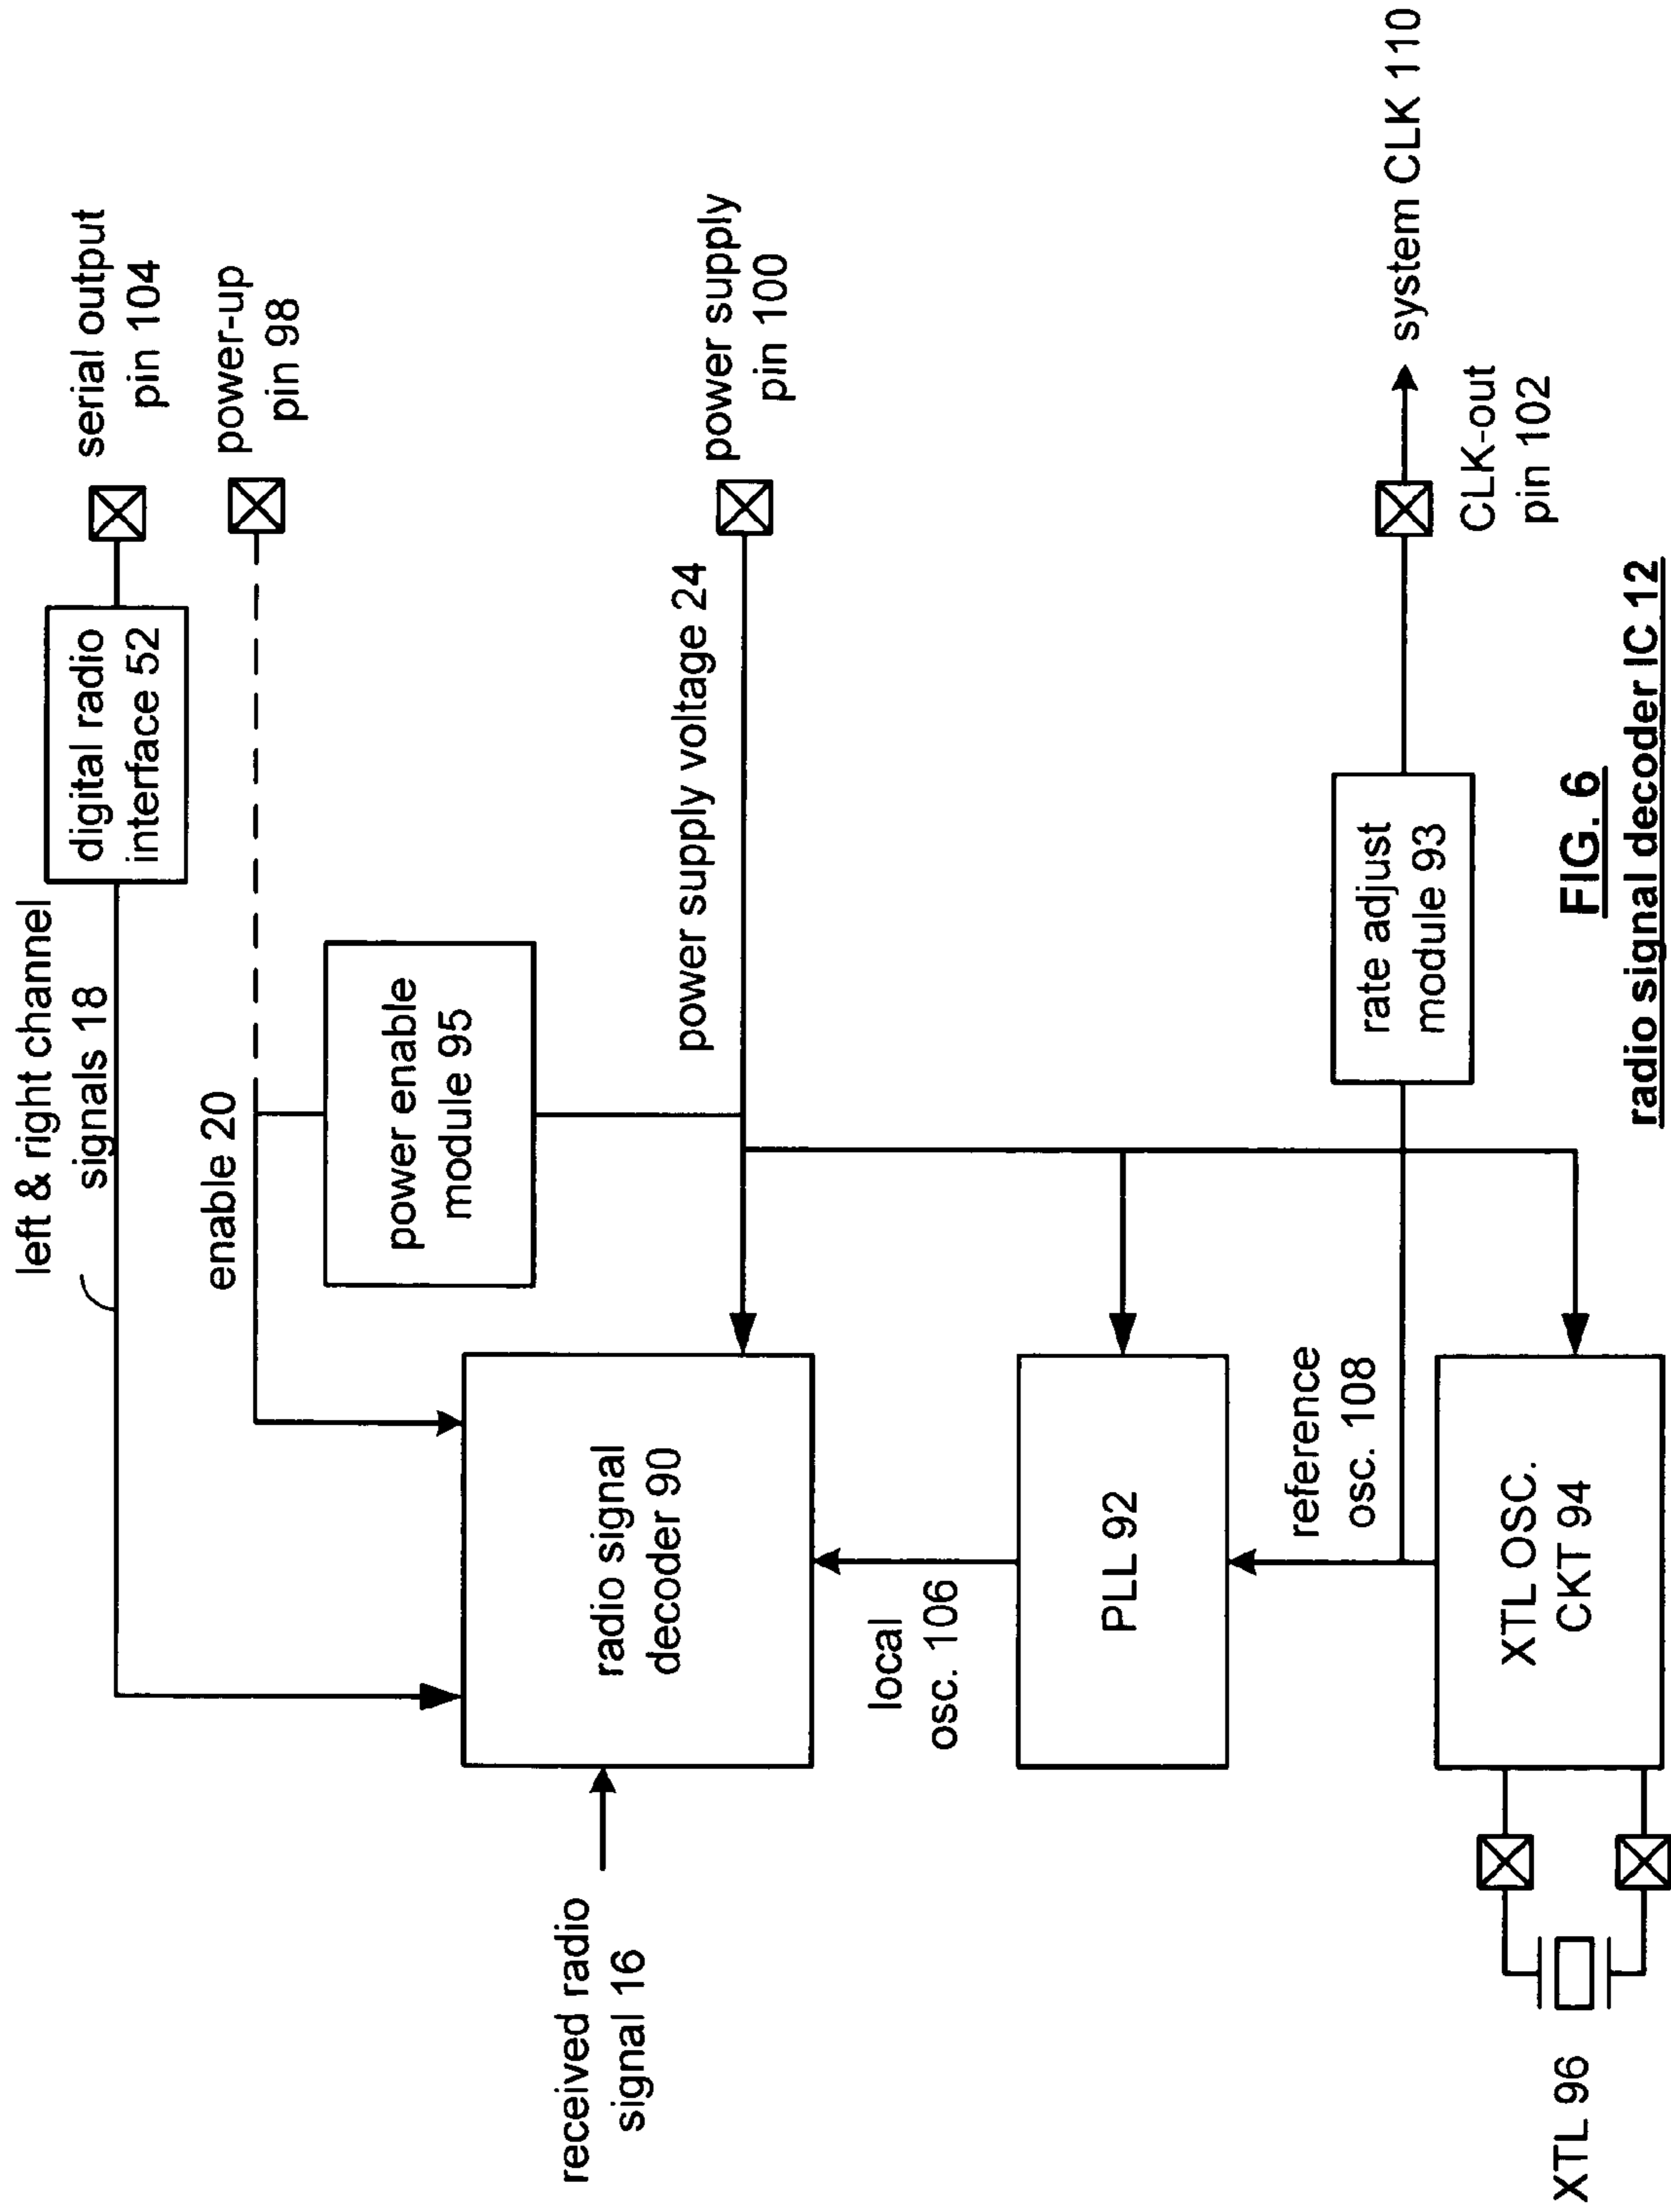 left & right channel
signals 18
digital radio
interface 52
serial output
pin 104
enable 20
power-up
pin 98
power enable
module 95
power supply voltage 24
power supply
pin 100
received radio
signal 16
radio signal
decoder 90
local
osc. 106
PLL 92
reference
osc. 108
rate adjust
module 93
CLK-out
pin 102
system CLK 110
XTL 96
XTL OSC.
CKT 94
FIG. 6
radio signal decoder IC 12